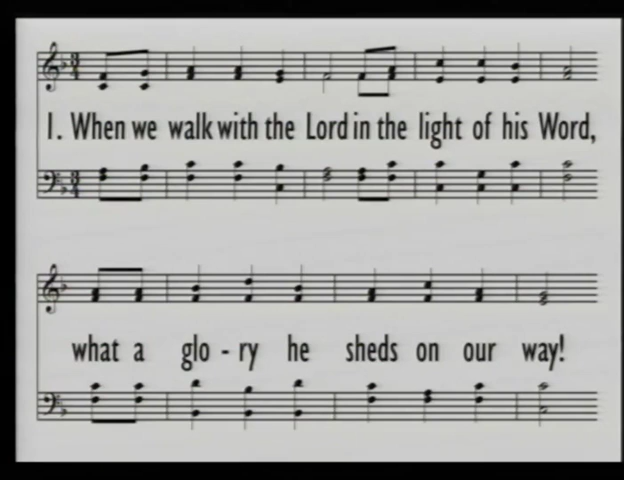 1. When we walk with the Lord in the light of his Word,
what a glo - ry he sheds on our way!